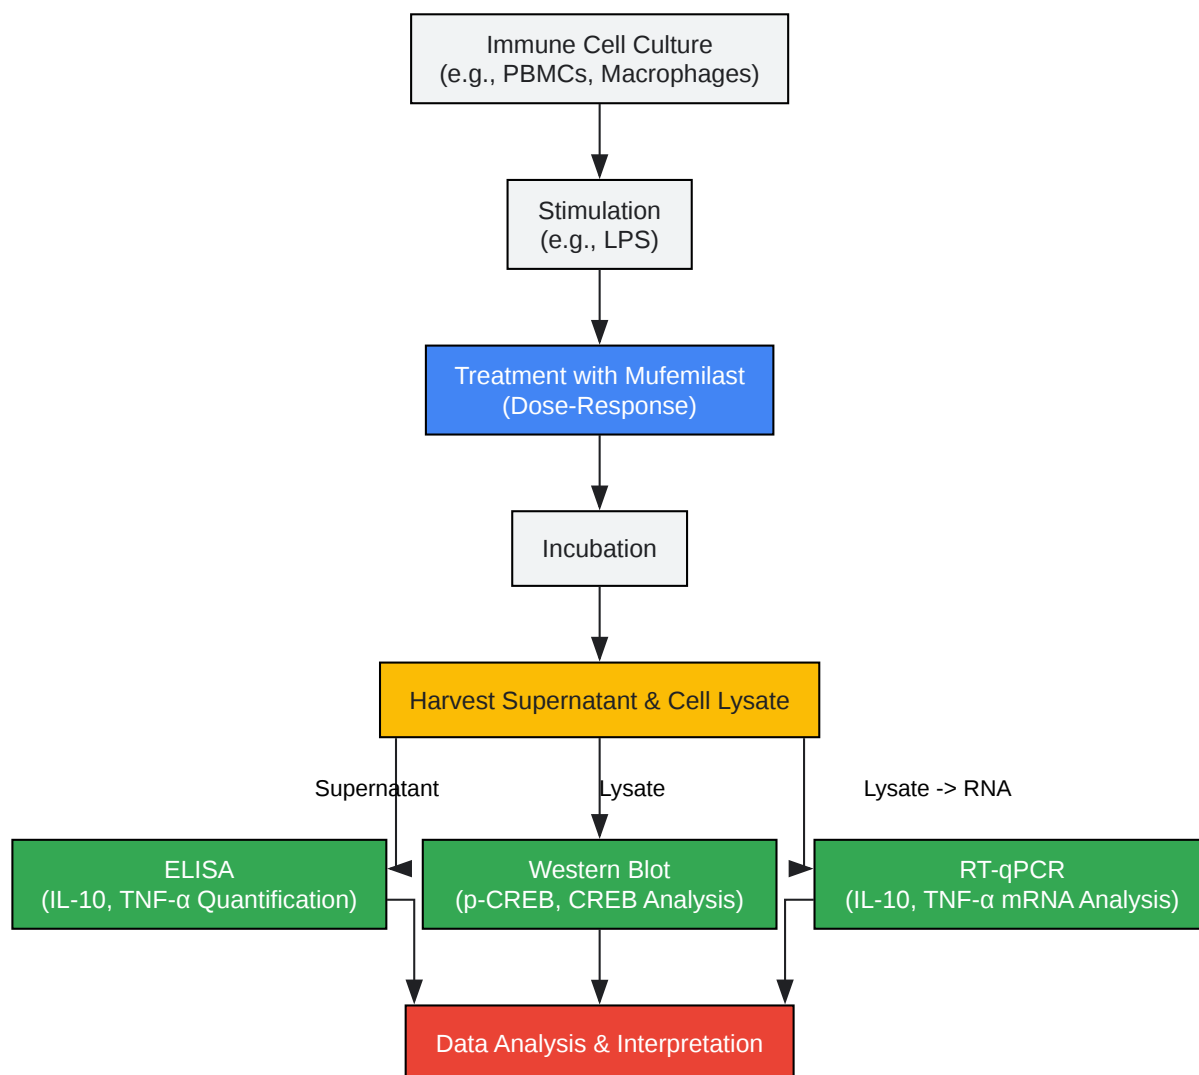 Immune Cell Culture
(e.g., PBMCs, Macrophages)
Stimulation
(e.g., LPS)
Treatment with Mufemilast
(Dose-Response)
Incubation
Harvest Supernatant & Cell Lysate
Supernatant
Lysate
Lysate -> RNA
ELISA
(IL-10, TNF-α Quantification)
Western Blot
(p-CREB, CREB Analysis)
RT-qPCR
(IL-10, TNF-α mRNA Analysis)
Data Analysis & Interpretation